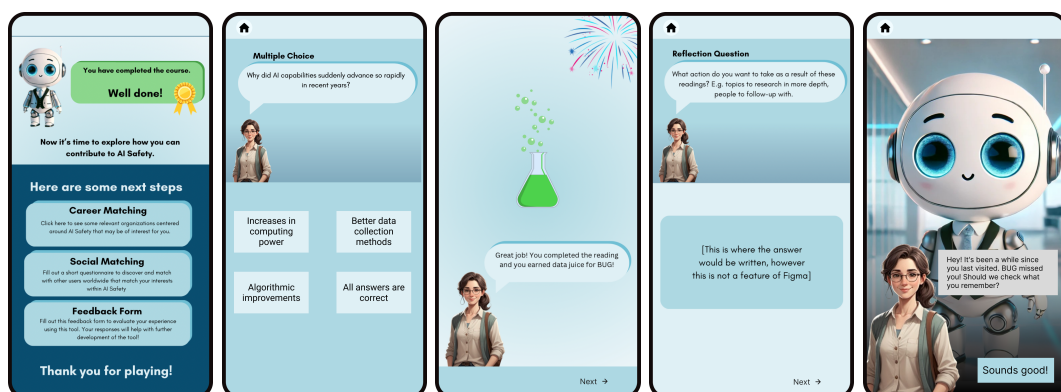 You have completed the course.
Well done!
Now it's time to explore how you can
contribute to AI Safety.
Here are some next steps
Career Matching
Click here to see some relevant organizations centered
around AI Safety that may be of interest for you.
Social Matching
Fill out a short questionnaire to discover and match
with other users worldwide that match your interests
within AI Safety
Feedback Form
Fill out this feedback form to evaluate your experience
using this tool. Your responses will help with further
development of the tool!
Thank you for playing!
Multiple Choice
Why did AI capabilities suddenly advance so rapidly
in recent years?
Increases in
computing
power
Better data
collection
methods
Algorithmic
improvements
All answers are
correct
Great job! You completed the reading
and you earned data juice for BUG!
Next →
Reflection Question
What action do you want to take as a result of these
readings? E.g. topics to research in more depth,
people to follow-up with.
[This is where the answer
would be written, however
this is not a feature of Figma]
Next →
Hey! It's been a while since
you last visited. BUG missed
you! Should we check what
you remember?
Sounds good!